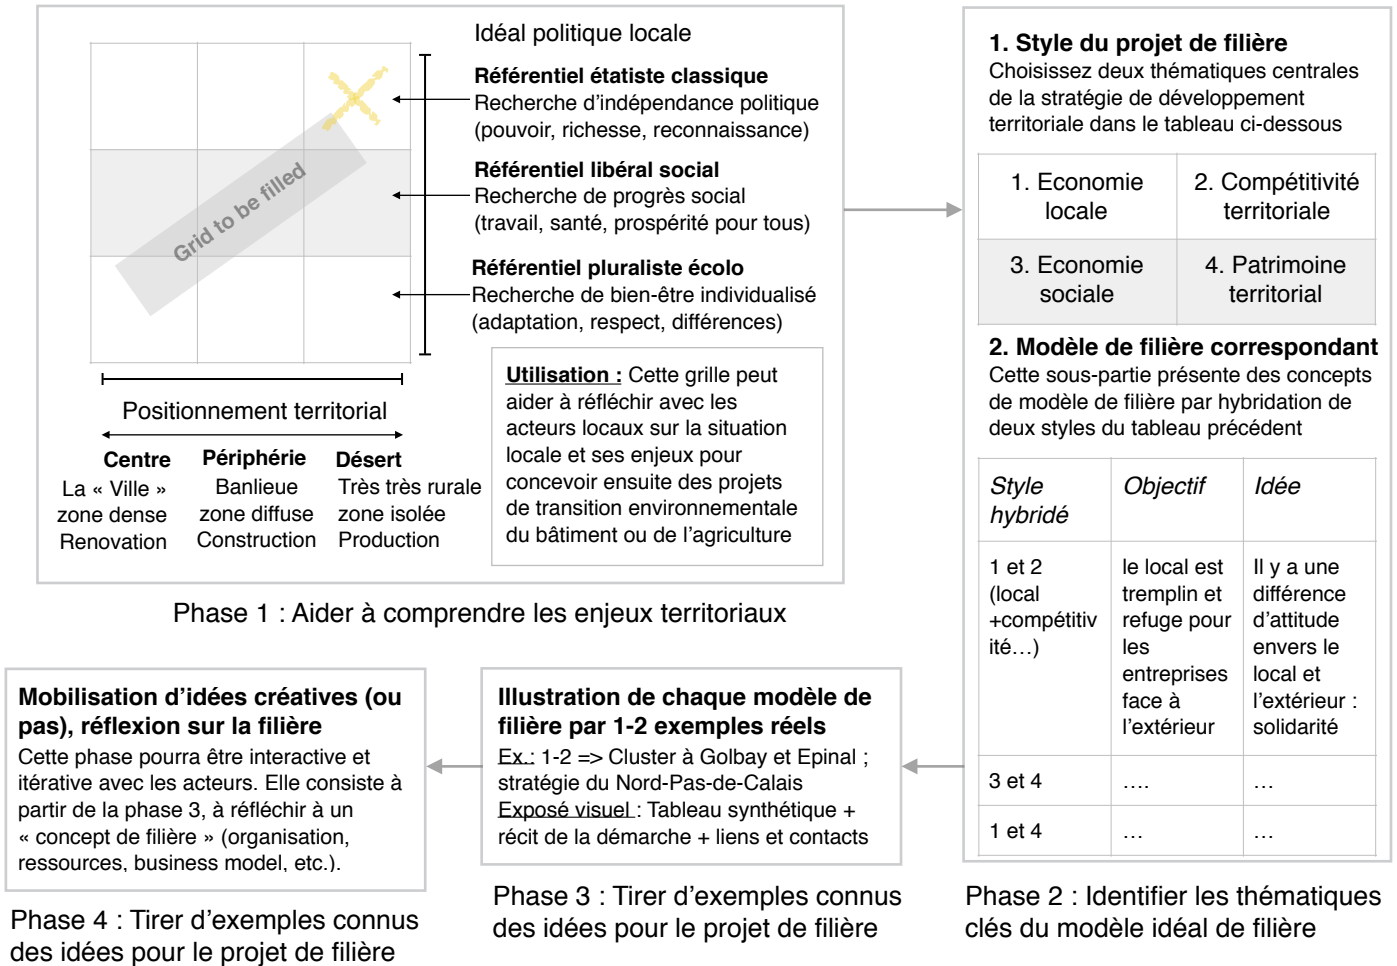 Idéal politique locale
Référentiel étatiste classique
Recherche d'indépendance politique
(pouvoir, richesse, reconnaissance)
Référentiel libéral social
Recherche de progrès social
(travail, santé, prospérité pour tous)
Référentiel pluraliste écolo
Recherche de bien-être individualisé
(adaptation, respect, différences)
Grid to be filled
Positionnement territorial
Centre
La « Ville »
zone dense
Renovation
Périphérie
Banlieue
zone diffuse
Construction
Désert
Très très rurale
zone isolée
Production
Utilisation : Cette grille peut
aider à réfléchir avec les
acteurs locaux sur la situation
locale et ses enjeux pour
concevoir ensuite des projets
de transition environnementale
du bâtiment ou de l'agriculture
Phase 1 : Aider à comprendre les enjeux territoriaux
1. Style du projet de filière
Choisissez deux thématiques centrales
de la stratégie de développement
territoriale dans le tableau ci-dessous
1. Economie
locale
2. Compétitivité
territoriale
3. Economie
sociale
4. Patrimoine
territorial
2. Modèle de filière correspondant
Cette sous-partie présente des concepts
de modèle de filière par hybridation de
deux styles du tableau précédent
Style
hybridé
Objectif
Idée
1 et 2
(local
+compétitiv
ité…)
le local est
tremplin et
refuge pour
les
entreprises
face à
l'extérieur
Il y a une
différence
d'attitude
envers le
local et
l'extérieur :
solidarité
3 et 4
….
…
1 et 4
…
…
Phase 2 : Identifier les thématiques
clés du modèle idéal de filière
Illustration de chaque modèle de
filière par 1-2 exemples réels
Ex.: 1-2 => Cluster à Golbay et Epinal ;
stratégie du Nord-Pas-de-Calais
Exposé visuel : Tableau synthétique +
récit de la démarche + liens et contacts
Phase 3 : Tirer d'exemples connus
des idées pour le projet de filière
Mobilisation d'idées créatives (ou
pas), réflexion sur la filière
Cette phase pourra être interactive et
itérative avec les acteurs. Elle consiste à
partir de la phase 3, à réfléchir à un
« concept de filière » (organisation,
ressources, business model, etc.).
Phase 4 : Tirer d'exemples connus
des idées pour le projet de filière